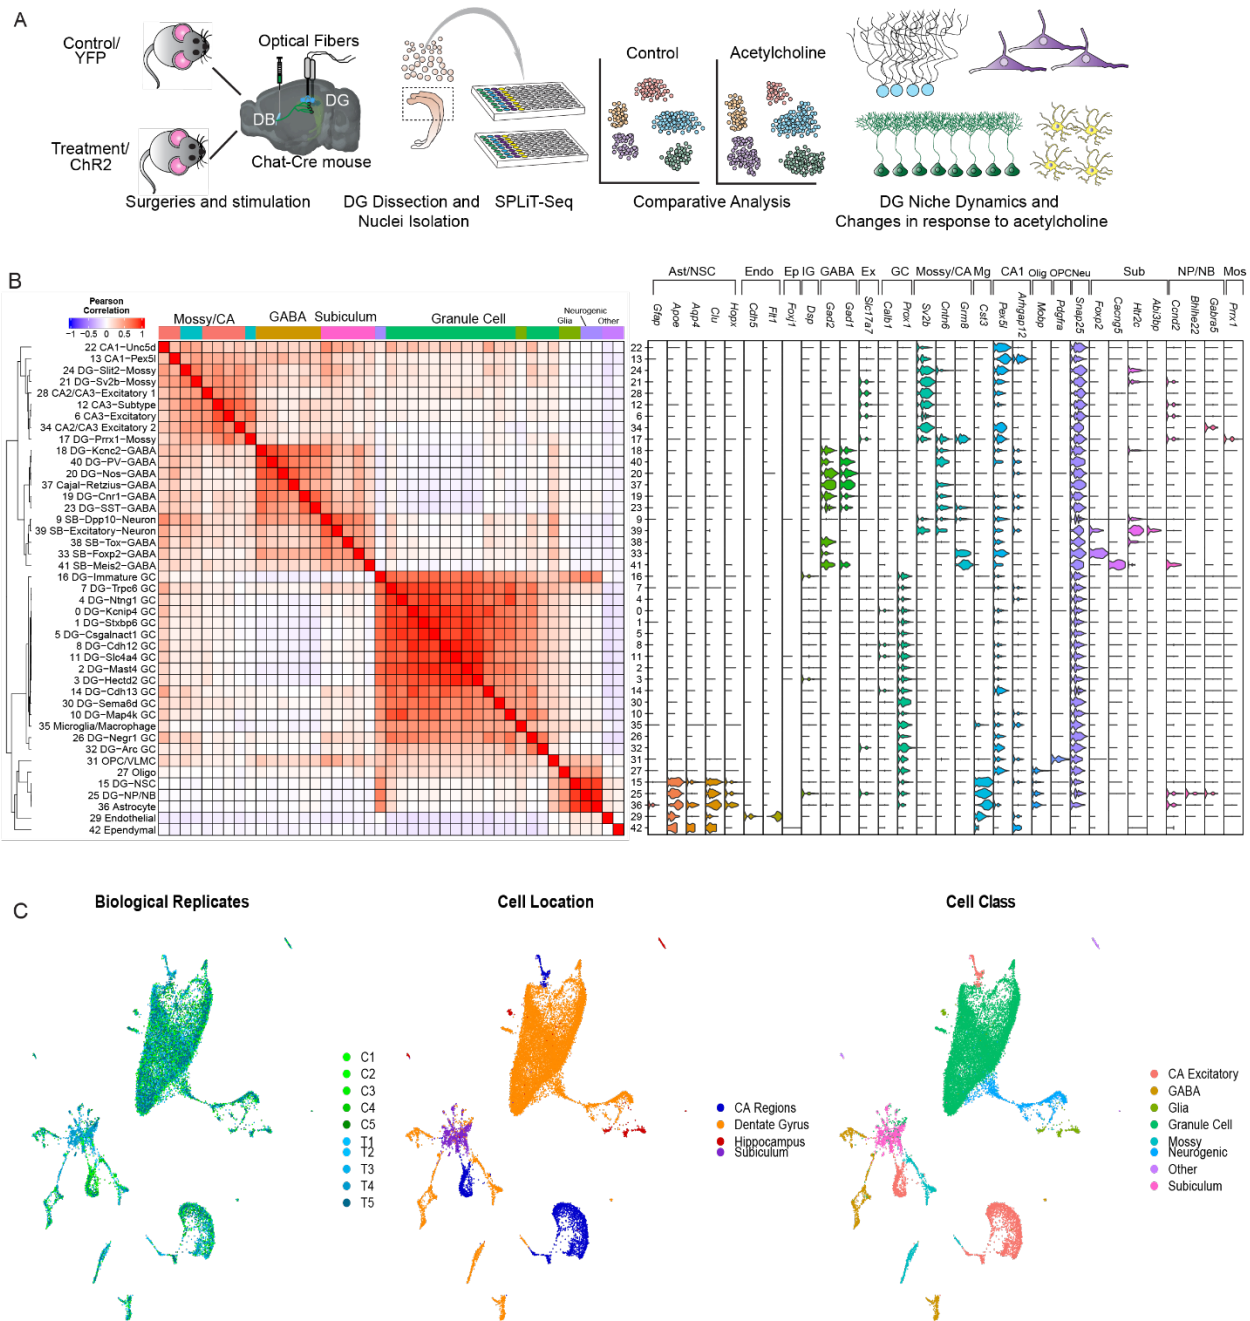 A
Control/
YFP
Treatment/
ChR2
Optical Fibers
DG
DB
Chat-Cre mouse
Surgeries and stimulation
DG Dissection and
Nuclei Isolation
SPLiT-Seq
Control
Acetylcholine
Comparative Analysis
DG Niche Dynamics and
Changes in response to acetylcholine
B
Pearson
Correlation
−1 −0.5 0 0.5 1
Mossy/CA
GABA
Subiculum
Granule Cell
Neurogenic
Glia
Other
22 CA1−Unc5d
13 CA1−Pex5l
24 DG−Slit2−Mossy
21 DG−Sv2b−Mossy
28 CA2/CA3−Excitatory 1
12 CA3−Subtype
6 CA3−Excitatory
34 CA2/CA3 Excitatory 2
17 DG−Prrx1−Mossy
18 DG−Kcnc2−GABA
40 DG−PV−GABA
20 DG−Nos−GABA
37 Cajal−Retzius−GABA
19 DG−Cnr1−GABA
23 DG−SST−GABA
9 SB−Dpp10−Neuron
39 SB−Excitatory−Neuron
38 SB−Tox−GABA
33 SB−Foxp2−GABA
41 SB−Meis2−GABA
16 DG−Immature GC
7 DG−Trpc6 GC
4 DG−Ntng1 GC
0 DG−Kcnip4 GC
1 DG−Stxbp6 GC
5 DG−Csgalnact1 GC
8 DG−Cdh12 GC
11 DG−Slc4a4 GC
2 DG−Mast4 GC
3 DG−Hectd2 GC
14 DG−Cdh13 GC
30 DG−Sema6d GC
10 DG−Map4k GC
35 Microglia/Macrophage
26 DG−Negr1 GC
32 DG−Arc GC
31 OPC/VLMC
27 Oligo
15 DG−NSC
25 DG−NP/NB
36 Astrocyte
29 Endothelial
42 Ependymal
Ast/NSC Endo Ep IG GABA Ex GC Mossy/CA Mg CA1 Olig OPC Neu Sub NP/NB Mos
Gfap Apoe Aqp4 Clu Hopx Cdh5 Flt1 Foxj1 Dsp Gad2 Gad1 Slc17a7 Calb1 Prox1 Sv2b Cntn6 Grm8 Cst3 Pex5l Arhgap12 Mobp Pdgfra Snap25 Foxp2 Cacng5 Htr2c Abi3bp Ccnd2 Bhlhe22 Gabra5 Prrx1
22
13
24
21
28
12
6
34
17
18
40
20
37
19
23
9
39
38
33
41
16
7
4
0
1
5
8
11
2
3
14
30
10
35
26
32
31
27
15
25
36
29
42
C
Biological Replicates
C1
C2
C3
C4
C5
T1
T2
T3
T4
T5
Cell Location
CA Regions
Dentate Gyrus
Hippocampus
Subiculum
Cell Class
CA Excitatory
GABA
Glia
Granule Cell
Mossy
Neurogenic
Other
Subiculum